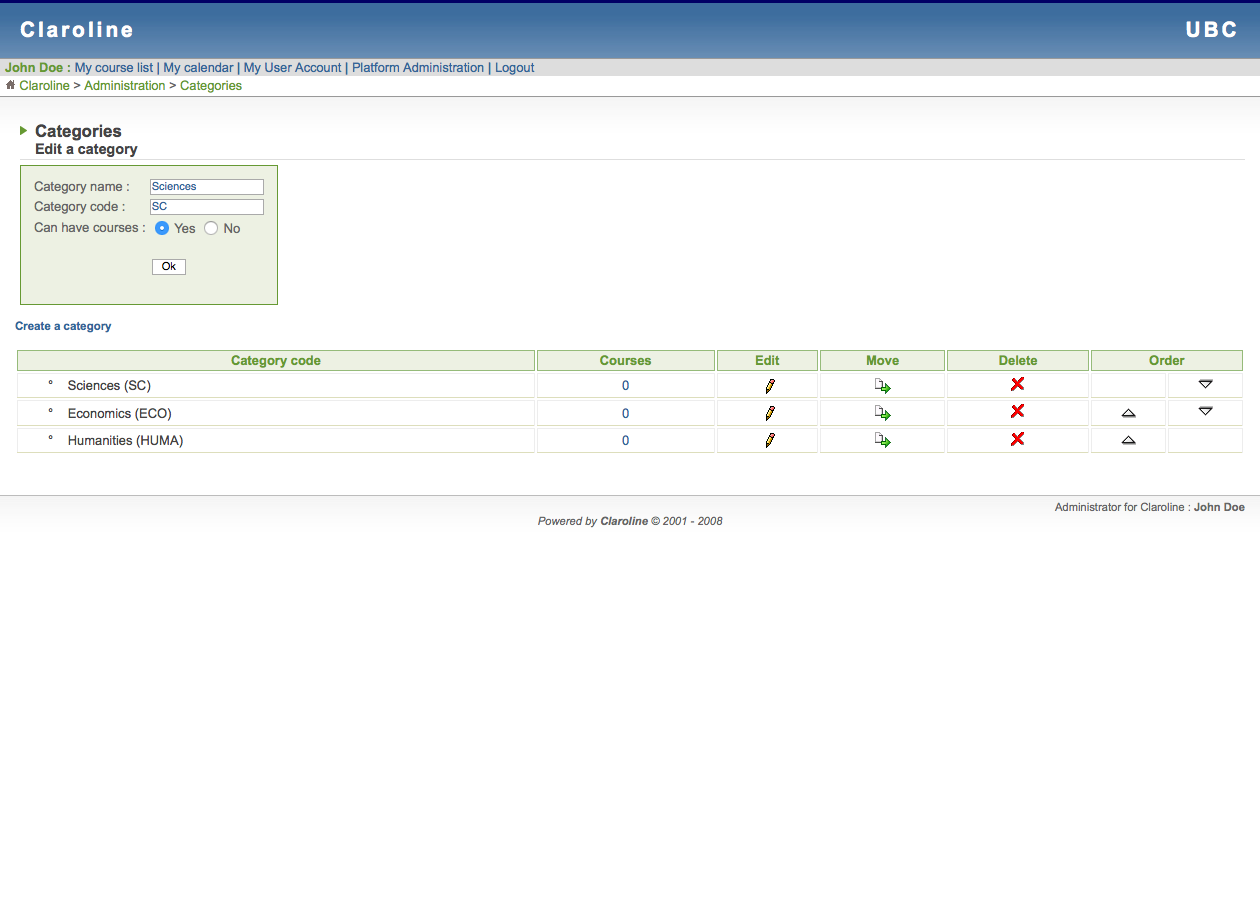 Claroline UBC
John Doe : My course list | My calendar | My User Account | Platform Administration | Logout
Claroline > Administration > Categories
Categories
Edit a category
Category name : Sciences
Category code : SC
Can have courses : Yes No
Ok
Create a category
Category code Courses Edit Move Delete Order
° Sciences (SC) 0
° Economics (ECO) 0
° Humanities (HUMA) 0
Administrator for Claroline : John Doe
Powered by Claroline © 2001 - 2008